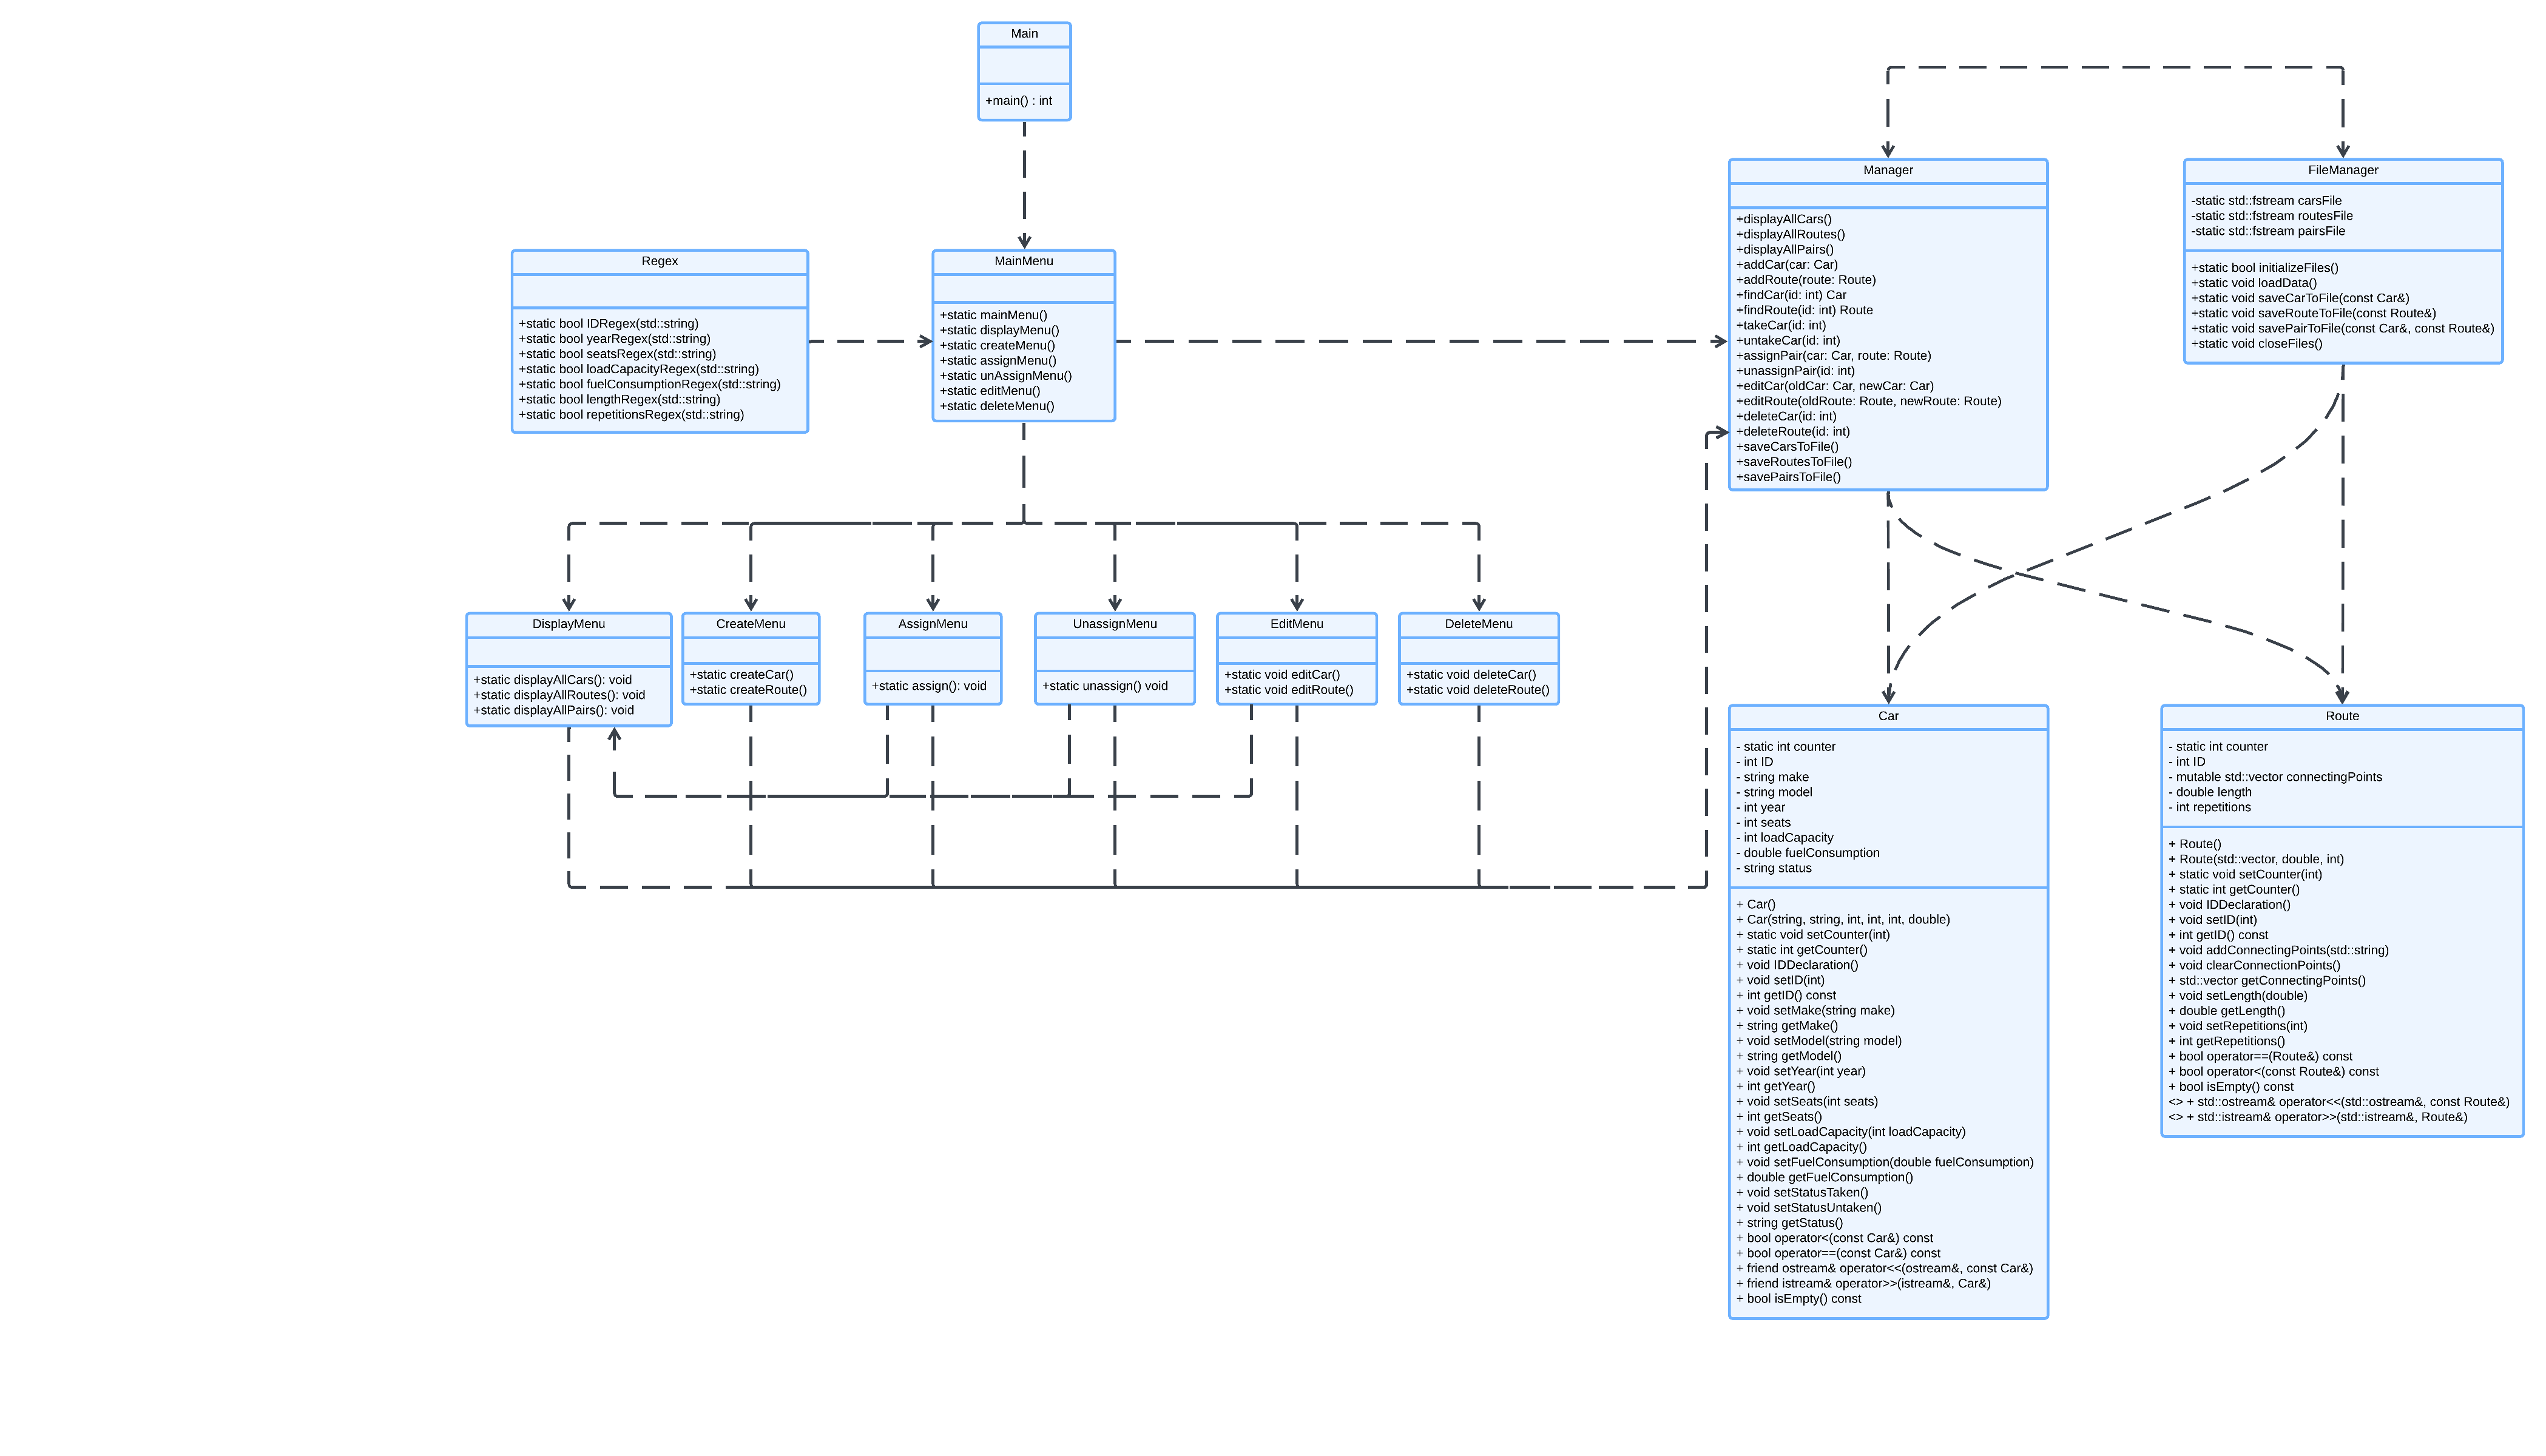 Main
+main() : int
Manager
+displayAllCars()
+displayAllRoutes()
+displayAllPairs()
+addCar(car: Car)
+addRoute(route: Route)
+findCar(id: int) Car
+findRoute(id: int) Route
+takeCar(id: int)
+untakeCar(id: int)
+assignPair(car: Car, route: Route)
+unassignPair(id: int)
+editCar(oldCar: Car, newCar: Car)
+editRoute(oldRoute: Route, newRoute: Route)
+deleteCar(id: int)
+deleteRoute(id: int)
+saveCarsToFile()
+saveRoutesToFile()
+savePairsToFile()
FileManager
-static std::fstream carsFile
-static std::fstream routesFile
-static std::fstream pairsFile
+static bool initializeFiles()
+static void loadData()
+static void saveCarToFile(const Car&)
+static void saveRouteToFile(const Route&)
+static void savePairToFile(const Car&, const Route&)
+static void closeFiles()
Regex
+static bool IDRegex(std::string)
+static bool yearRegex(std::string)
+static bool seatsRegex(std::string)
+static bool loadCapacityRegex(std::string)
+static bool fuelConsumptionRegex(std::string)
+static bool lengthRegex(std::string)
+static bool repetitionsRegex(std::string)
MainMenu
+static mainMenu()
+static displayMenu()
+static createMenu()
+static assignMenu()
+static unAssignMenu()
+static editMenu()
+static deleteMenu()
DisplayMenu
+static displayAllCars(): void
+static displayAllRoutes(): void
+static displayAllPairs(): void
CreateMenu
+static createCar()
+static createRoute()
AssignMenu
+static assign(): void
UnassignMenu
+static unassign() void
EditMenu
+static void editCar()
+static void editRoute()
DeleteMenu
+static void deleteCar()
+static void deleteRoute()
Car
- static int counter
- int ID
- string make
- string model
- int year
- int seats
- int loadCapacity
- double fuelConsumption
- string status
+ Car()
+ Car(string, string, int, int, int, double)
+ static void setCounter(int)
+ static int getCounter()
+ void IDDeclaration()
+ void setID(int)
+ int getID() const
+ void setMake(string make)
+ string getMake()
+ void setModel(string model)
+ string getModel()
+ void setYear(int year)
+ int getYear()
+ void setSeats(int seats)
+ int getSeats()
+ void setLoadCapacity(int loadCapacity)
+ int getLoadCapacity()
+ void setFuelConsumption(double fuelConsumption)
+ double getFuelConsumption()
+ void setStatusTaken()
+ void setStatusUntaken()
+ string getStatus()
+ bool operator<(const Car&) const
+ bool operator==(const Car&) const
+ friend ostream& operator<<(ostream&, const Car&)
+ friend istream& operator>>(istream&, Car&)
+ bool isEmpty() const
Route
- static int counter
- int ID
- mutable std::vector connectingPoints
- double length
- int repetitions
+ Route()
+ Route(std::vector, double, int)
+ static void setCounter(int)
+ static int getCounter()
+ void IDDeclaration()
+ void setID(int)
+ int getID() const
+ void addConnectingPoints(std::string)
+ void clearConnectionPoints()
+ std::vector getConnectingPoints()
+ void setLength(double)
+ double getLength()
+ void setRepetitions(int)
+ int getRepetitions()
+ bool operator==(Route&) const
+ bool operator<(const Route&) const
+ bool isEmpty() const
<> + std::ostream& operator<<(std::ostream&, const Route&)
<> + std::istream& operator>>(std::istream&, Route&)